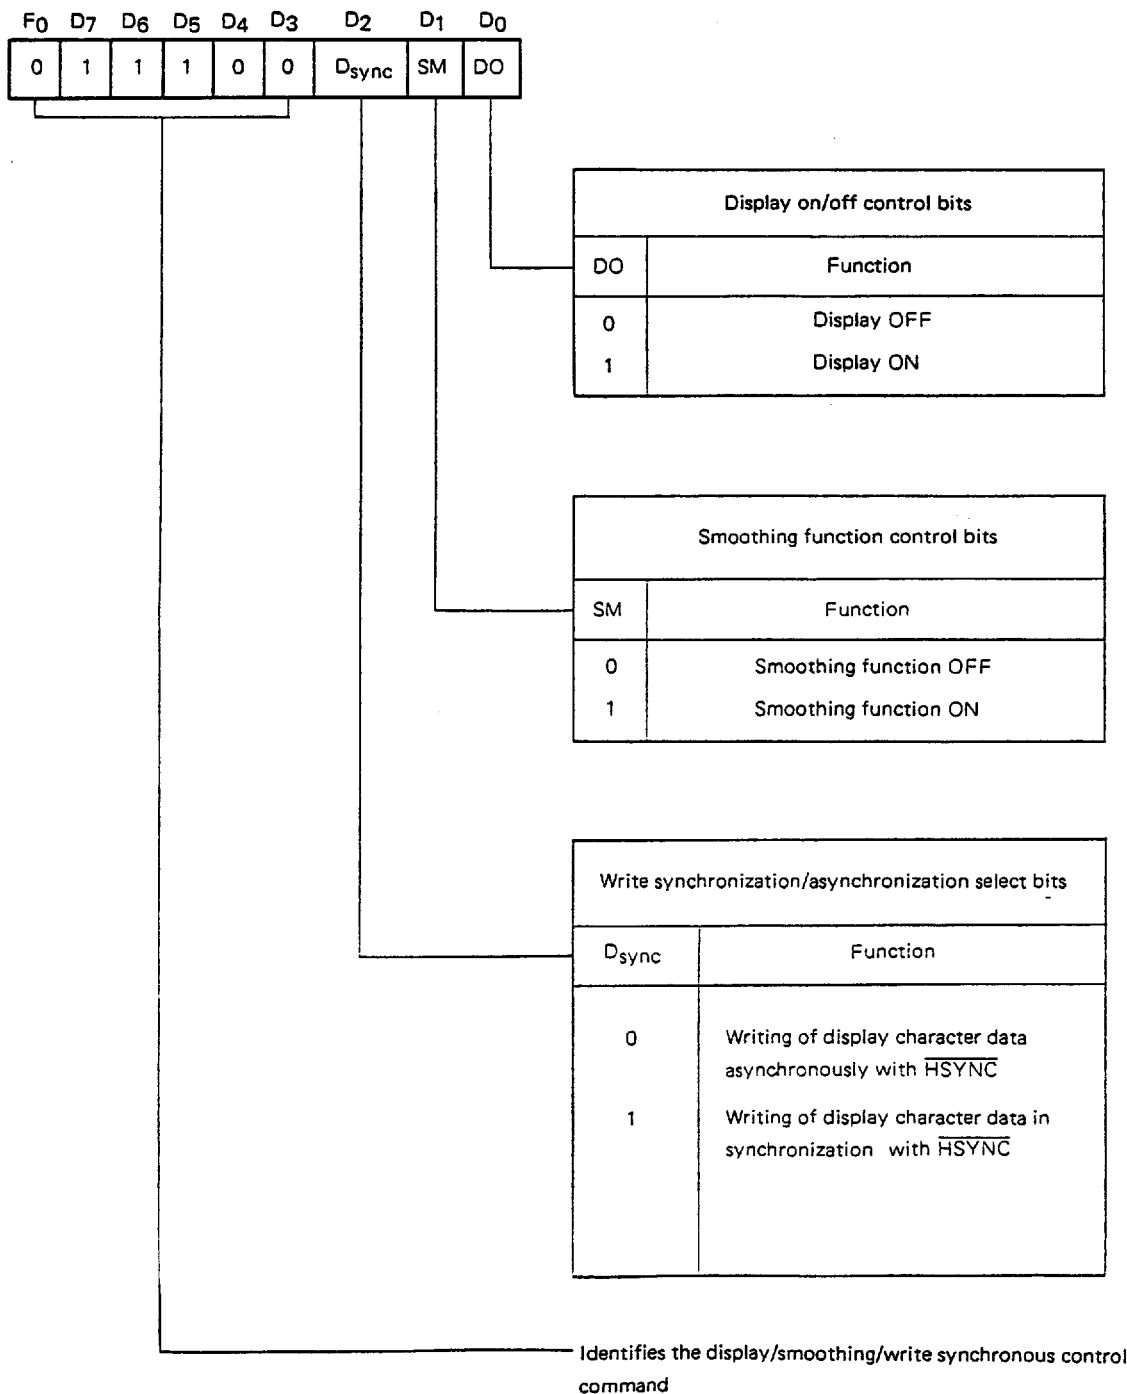 F0 D7 D6 D5 D4 D3 D2 D1 D0
0 1 1 1 0 0 Dsync SM DO
Display on/off control bits
DO Function
0 Display OFF
1 Display ON
Smoothing function control bits
SM Function
0 Smoothing function OFF
1 Smoothing function ON
Write synchronization/asynchronization select bits
Dsync Function
0 Writing of display character data
asynchronously with H̅S̅Y̅N̅C̅
1 Writing of display character data in
synchronization with H̅S̅Y̅N̅C̅
Identifies the display/smoothing/write synchronous control
command